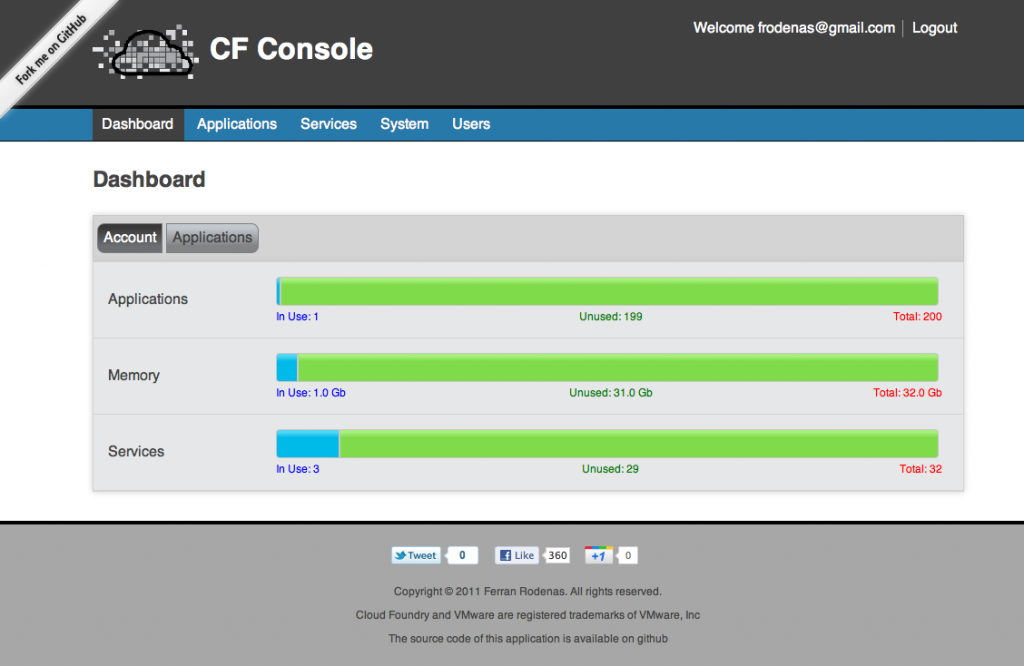 Fork me on GitHub
CF Console
Welcome frodenas@gmail.com
Logout
Dashboard
Applications
Services
System
Users
Dashboard
Account
Applications
Applications
In Use: 1
Unused: 199
Total: 200
Memory
In Use: 1.0 Gb
Unused: 31.0 Gb
Total: 32.0 Gb
Services
In Use: 3
Unused: 29
Total: 32
Tweet
0
Like
360
+1
0
Copyright © 2011 Ferran Rodenas. All rights reserved.
Cloud Foundry and VMware are registered trademarks of VMware, Inc
The source code of this application is available on github